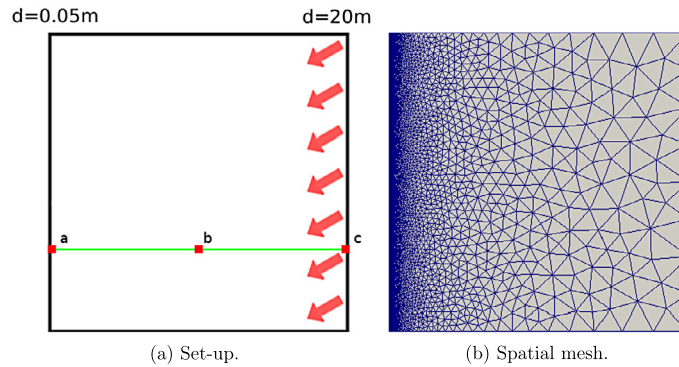 d=0.05m
d=20m
a
b
c
(a) Set-up.
(b) Spatial mesh.